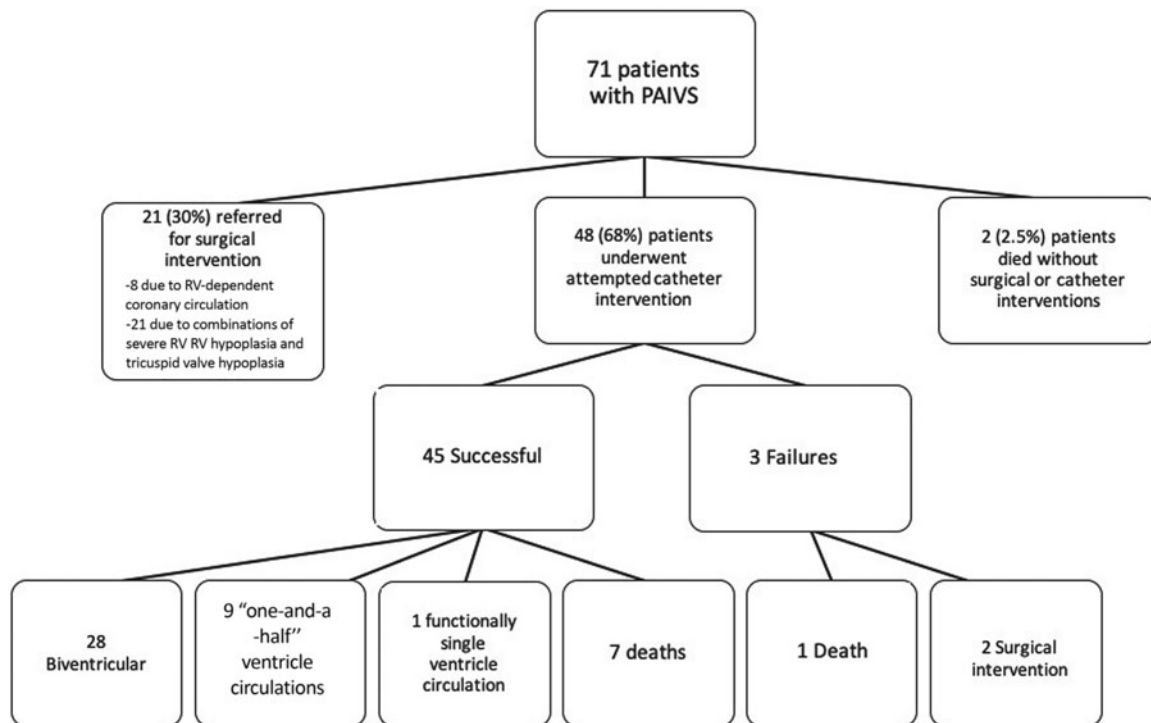 71 patients
with PAIVS
21 (30%) referred
for surgical
intervention
-8 due to RV-dependent
coronary circulation
-21 due to combinations of
severe RV RV hypoplasia and
tricuspid valve hypoplasia
48 (68%) patients
underwent
attempted catheter
intervention
2 (2.5%) patients
died without
surgical or catheter
interventions
45 Successful
3 Failures
28
Biventricular
9 “one-and-a
-half’’
ventricle
circulations
1 functionally
single
ventricle
circulation
7 deaths
1 Death
2 Surgical
intervention